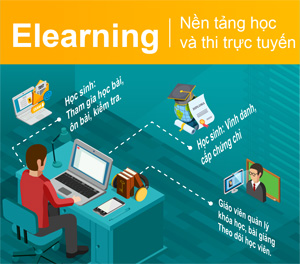 Elearning
Nền tảng học
và thi trực tuyến
Học sinh:
Tham gia học bài,
ôn bài, kiểm tra.
Học sinh: Vinh danh,
cấp chứng chỉ
Giáo viên quản lý
khóa học, bài giảng
Theo dõi học viên.